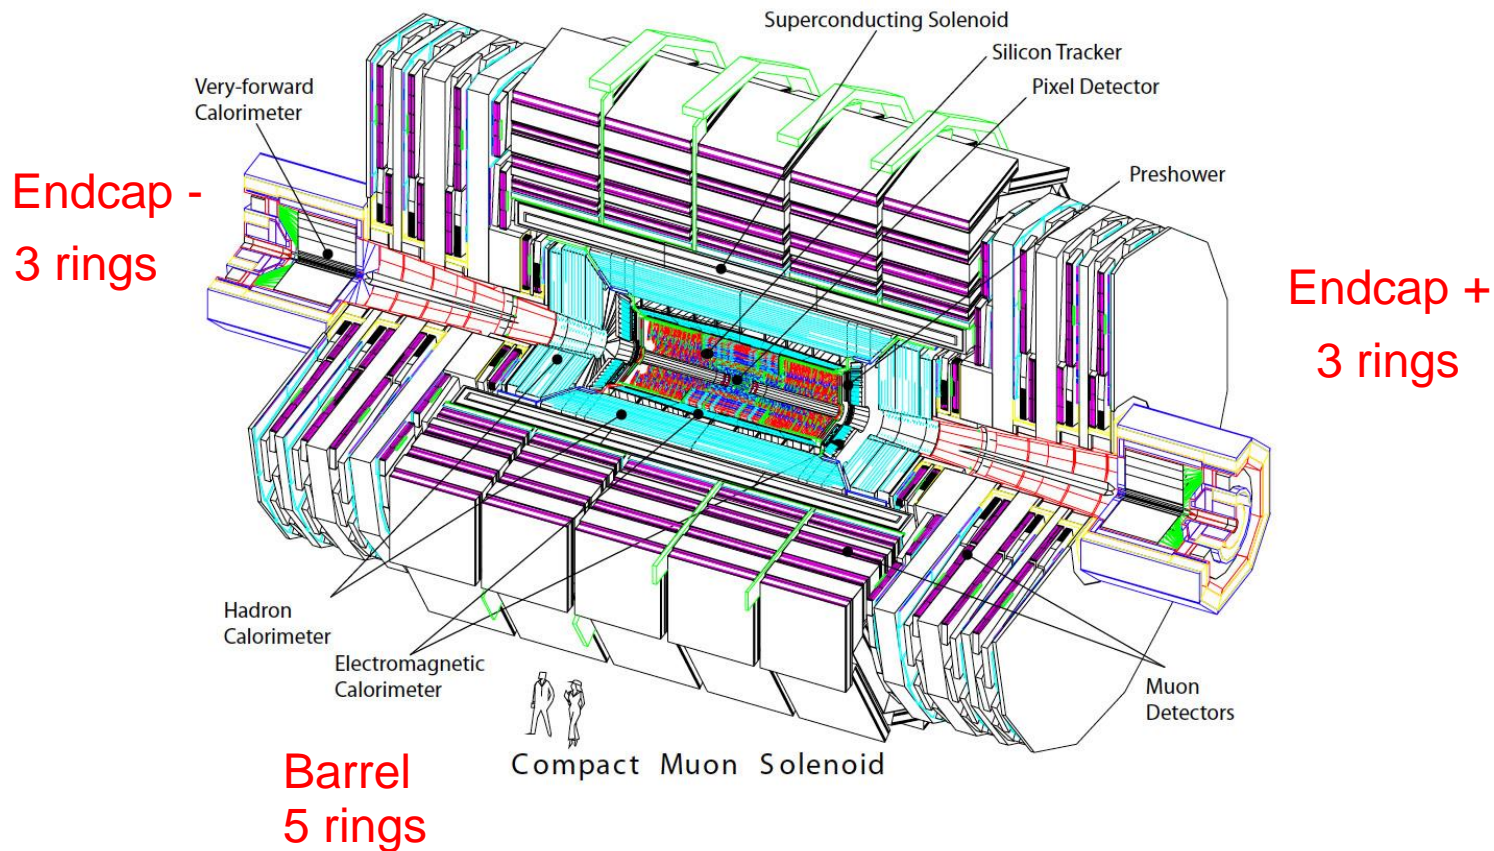 Superconducting Solenoid
Silicon Tracker
Pixel Detector
Very-forward
Calorimeter
Preshower
Endcap -
3 rings
Endcap +
3 rings
Hadron
Calorimeter
Electromagnetic
Calorimeter
Muon
Detectors
Compact Muon Solenoid
Barrel
5 rings